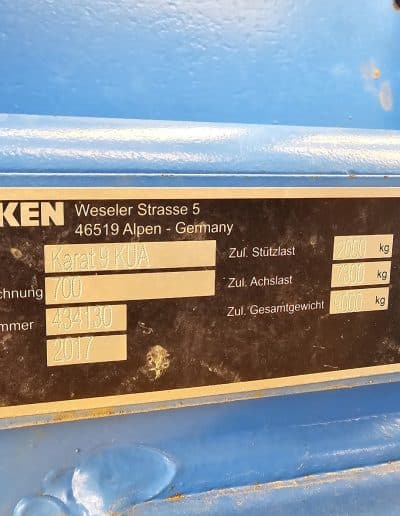 KEN Weseler Strasse 5
46519 Alpen - Germany
Karat 9 KUA
chnung 700
mmer 434130
2017
Zul. Stützlast kg
Zul. Achslast 7300 kg
Zul. Gesamtgewicht kg